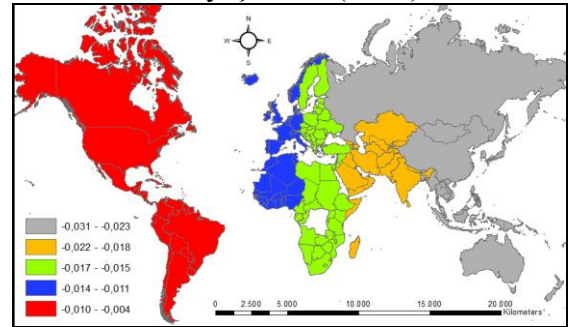 N
W E
S
-0,031 - -0,023
-0,022 - -0,018
-0,017 - -0,015
-0,014 - -0,011
-0,010 - -0,004
0 2.500 5.000 10.000 15.000 20.000
Kilometers